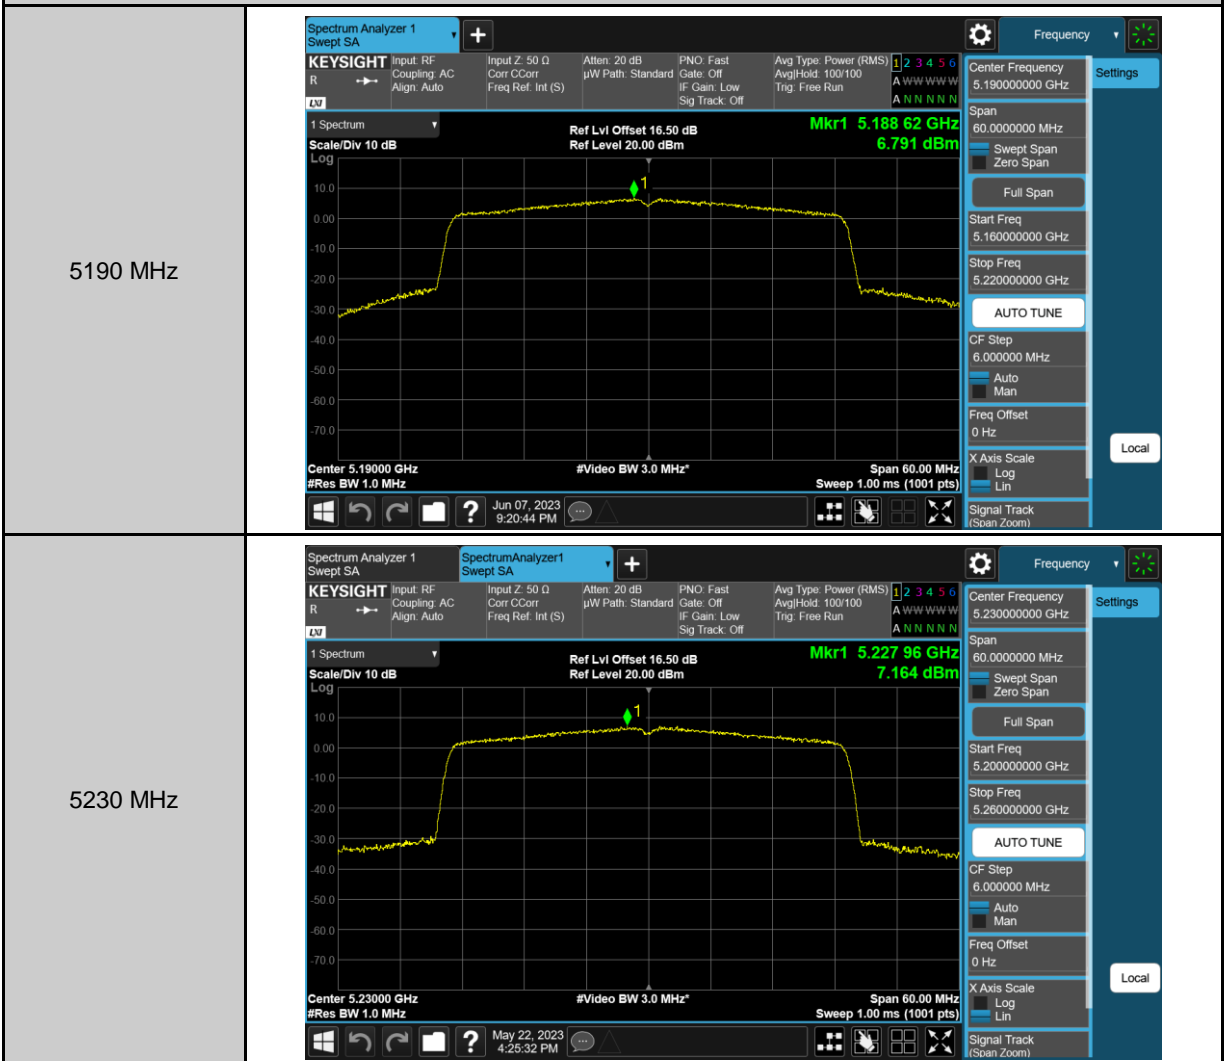 5190 MHz
Spectrum Analyzer 1
Swept SA
Frequency
KEYSIGHT
R
LXI
Input: RF
Coupling: AC
Align: Auto
Input Z: 50 Ω
Corr CCorr
Freq Ref: Int (S)
Atten: 20 dB
µW Path: Standard
PNO: Fast
Gate: Off
IF Gain: Low
Sig Track: Off
Avg Type: Power (RMS)
Avg|Hold: 100/100
Trig: Free Run
1 2 3 4 5 6
A W W W W W
A N N N N N
1 Spectrum
Scale/Div 10 dB
Log
Ref Lvl Offset 16.50 dB
Ref Level 20.00 dBm
Mkr1 5.188 62 GHz
6.791 dBm
1
10.0
0.00
-10.0
-20.0
-30.0
-40.0
-50.0
-60.0
-70.0
Center 5.19000 GHz
#Res BW 1.0 MHz
#Video BW 3.0 MHz*
Span 60.00 MHz
Sweep 1.00 ms (1001 pts)
?
Jun 07, 2023
9:20:44 PM
Center Frequency
5.190000000 GHz
Span
60.0000000 MHz
Swept Span
Zero Span
Full Span
Start Freq
5.160000000 GHz
Stop Freq
5.220000000 GHz
AUTO TUNE
CF Step
6.000000 MHz
Auto
Man
Freq Offset
0 Hz
X Axis Scale
Log
Lin
Signal Track
(Span Zoom)
Settings
Local
5230 MHz
Spectrum Analyzer 1
Swept SA
SpectrumAnalyzer1
Swept SA
Frequency
KEYSIGHT
R
LXI
Input: RF
Coupling: AC
Align: Auto
Input Z: 50 Ω
Corr CCorr
Freq Ref: Int (S)
Atten: 20 dB
µW Path: Standard
PNO: Fast
Gate: Off
IF Gain: Low
Sig Track: Off
Avg Type: Power (RMS)
Avg|Hold: 100/100
Trig: Free Run
1 2 3 4 5 6
A W W W W W
A N N N N N
1 Spectrum
Scale/Div 10 dB
Log
Ref Lvl Offset 16.50 dB
Ref Level 20.00 dBm
Mkr1 5.227 96 GHz
7.164 dBm
1
10.0
0.00
-10.0
-20.0
-30.0
-40.0
-50.0
-60.0
-70.0
Center 5.23000 GHz
#Res BW 1.0 MHz
#Video BW 3.0 MHz*
Span 60.00 MHz
Sweep 1.00 ms (1001 pts)
?
May 22, 2023
4:25:32 PM
Center Frequency
5.230000000 GHz
Span
60.0000000 MHz
Swept Span
Zero Span
Full Span
Start Freq
5.200000000 GHz
Stop Freq
5.260000000 GHz
AUTO TUNE
CF Step
6.000000 MHz
Auto
Man
Freq Offset
0 Hz
X Axis Scale
Log
Lin
Signal Track
(Span Zoom)
Settings
Local